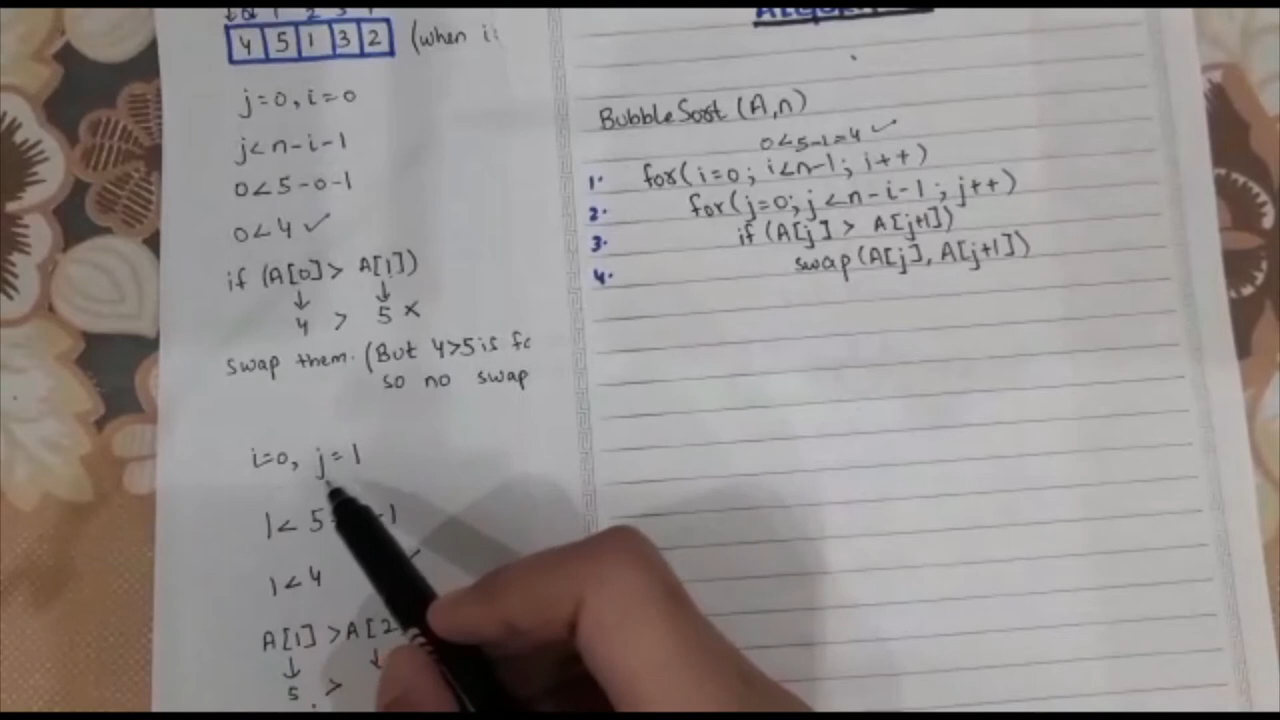 4 5 1 3 2 (when i:
j=0, i=0
j<n-i-1
0<5-0-1
0<4 ✓
if (A[0]> A[1])
↓ ↓
4 > 5 ×
swap them. (But 4>5 is
so no swap
i=0, j=1
1< 5 -1
1<4 ✓
A[1] >A[2
↓ ↓
5 >
BubbleSort (A,n)
0<5-1=4 ✓
1. for(i=0; i<n-1; i++)
2. for(j=0; j<n-i-1; j++)
3. if (A[j] > A[j+1])
4. swap(A[j], A[j+1])